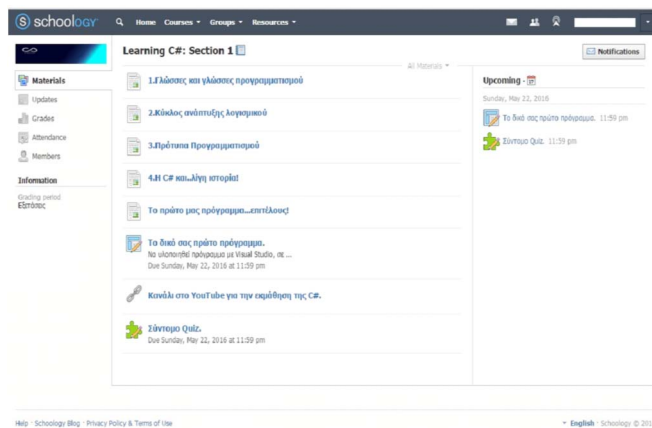 schoology Home Courses Groups Resources
Learning C#: Section 1
Notifications
All Materials
Materials
Updates
Grades
Attendance
Members
Information
Grading period
Εξετάσεις
1.Γλώσσες και γλώσσες προγραμματισμού
2.Κύκλος ανάπτυξης λογισμικού
3.Πρότυπα Προγραμματισμού
4.Η C# και..λίγη ιστορία!
Το πρώτο μας πρόγραμμα...επιτέλους!
Το δικό σας πρώτο πρόγραμμα.
Να υλοποιηθεί πρόγραμμα με Visual Studio, σε ...
Due Sunday, May 22, 2016 at 11:59 pm
Κανάλι στο YouTube για την εκμάθηση της C#.
Σύντομο Quiz.
Due Sunday, May 22, 2016 at 11:59 pm
Upcoming ·
Sunday, May 22, 2016
Το δικό σας πρώτο πρόγραμμα. 11:59 pm
Σύντομο Quiz. 11:59 pm
Help · Schoology Blog · Privacy Policy & Terms of Use
English · Schoology © 201